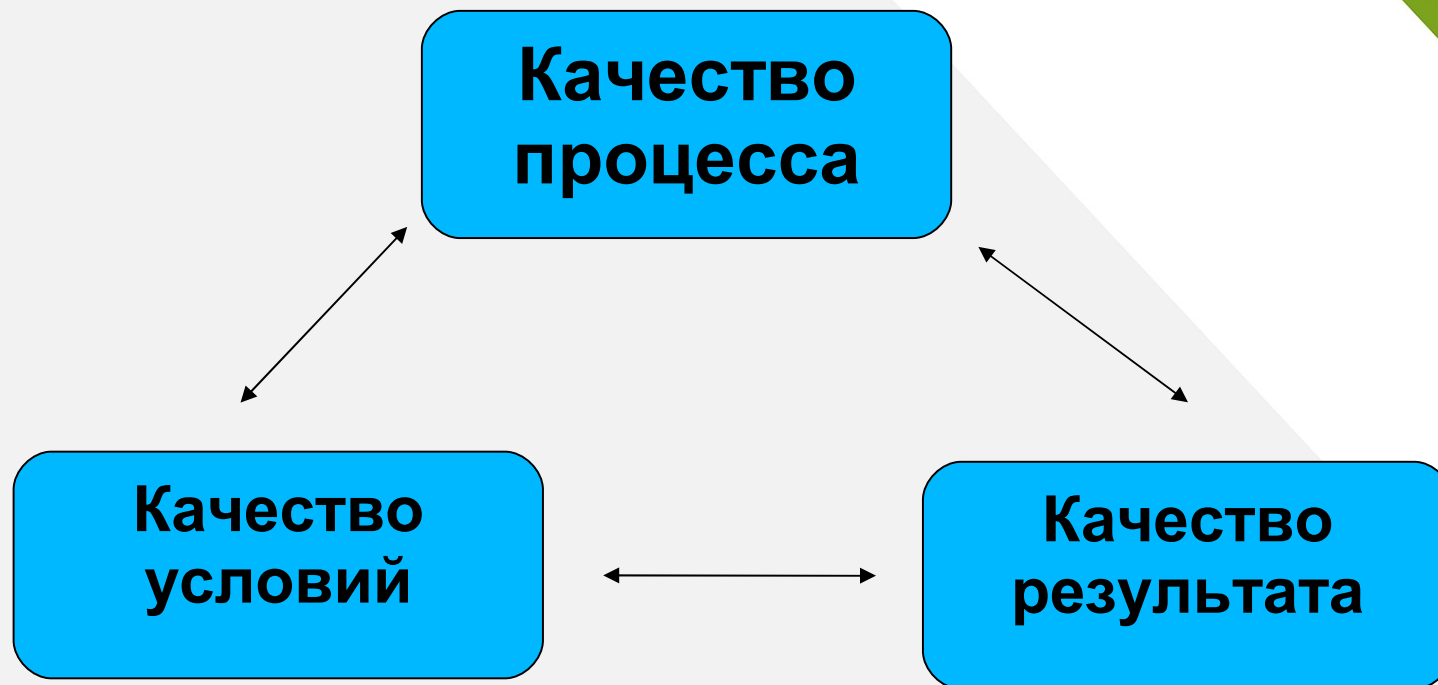 Качество
процесса
Качество
условий
Качество
результата